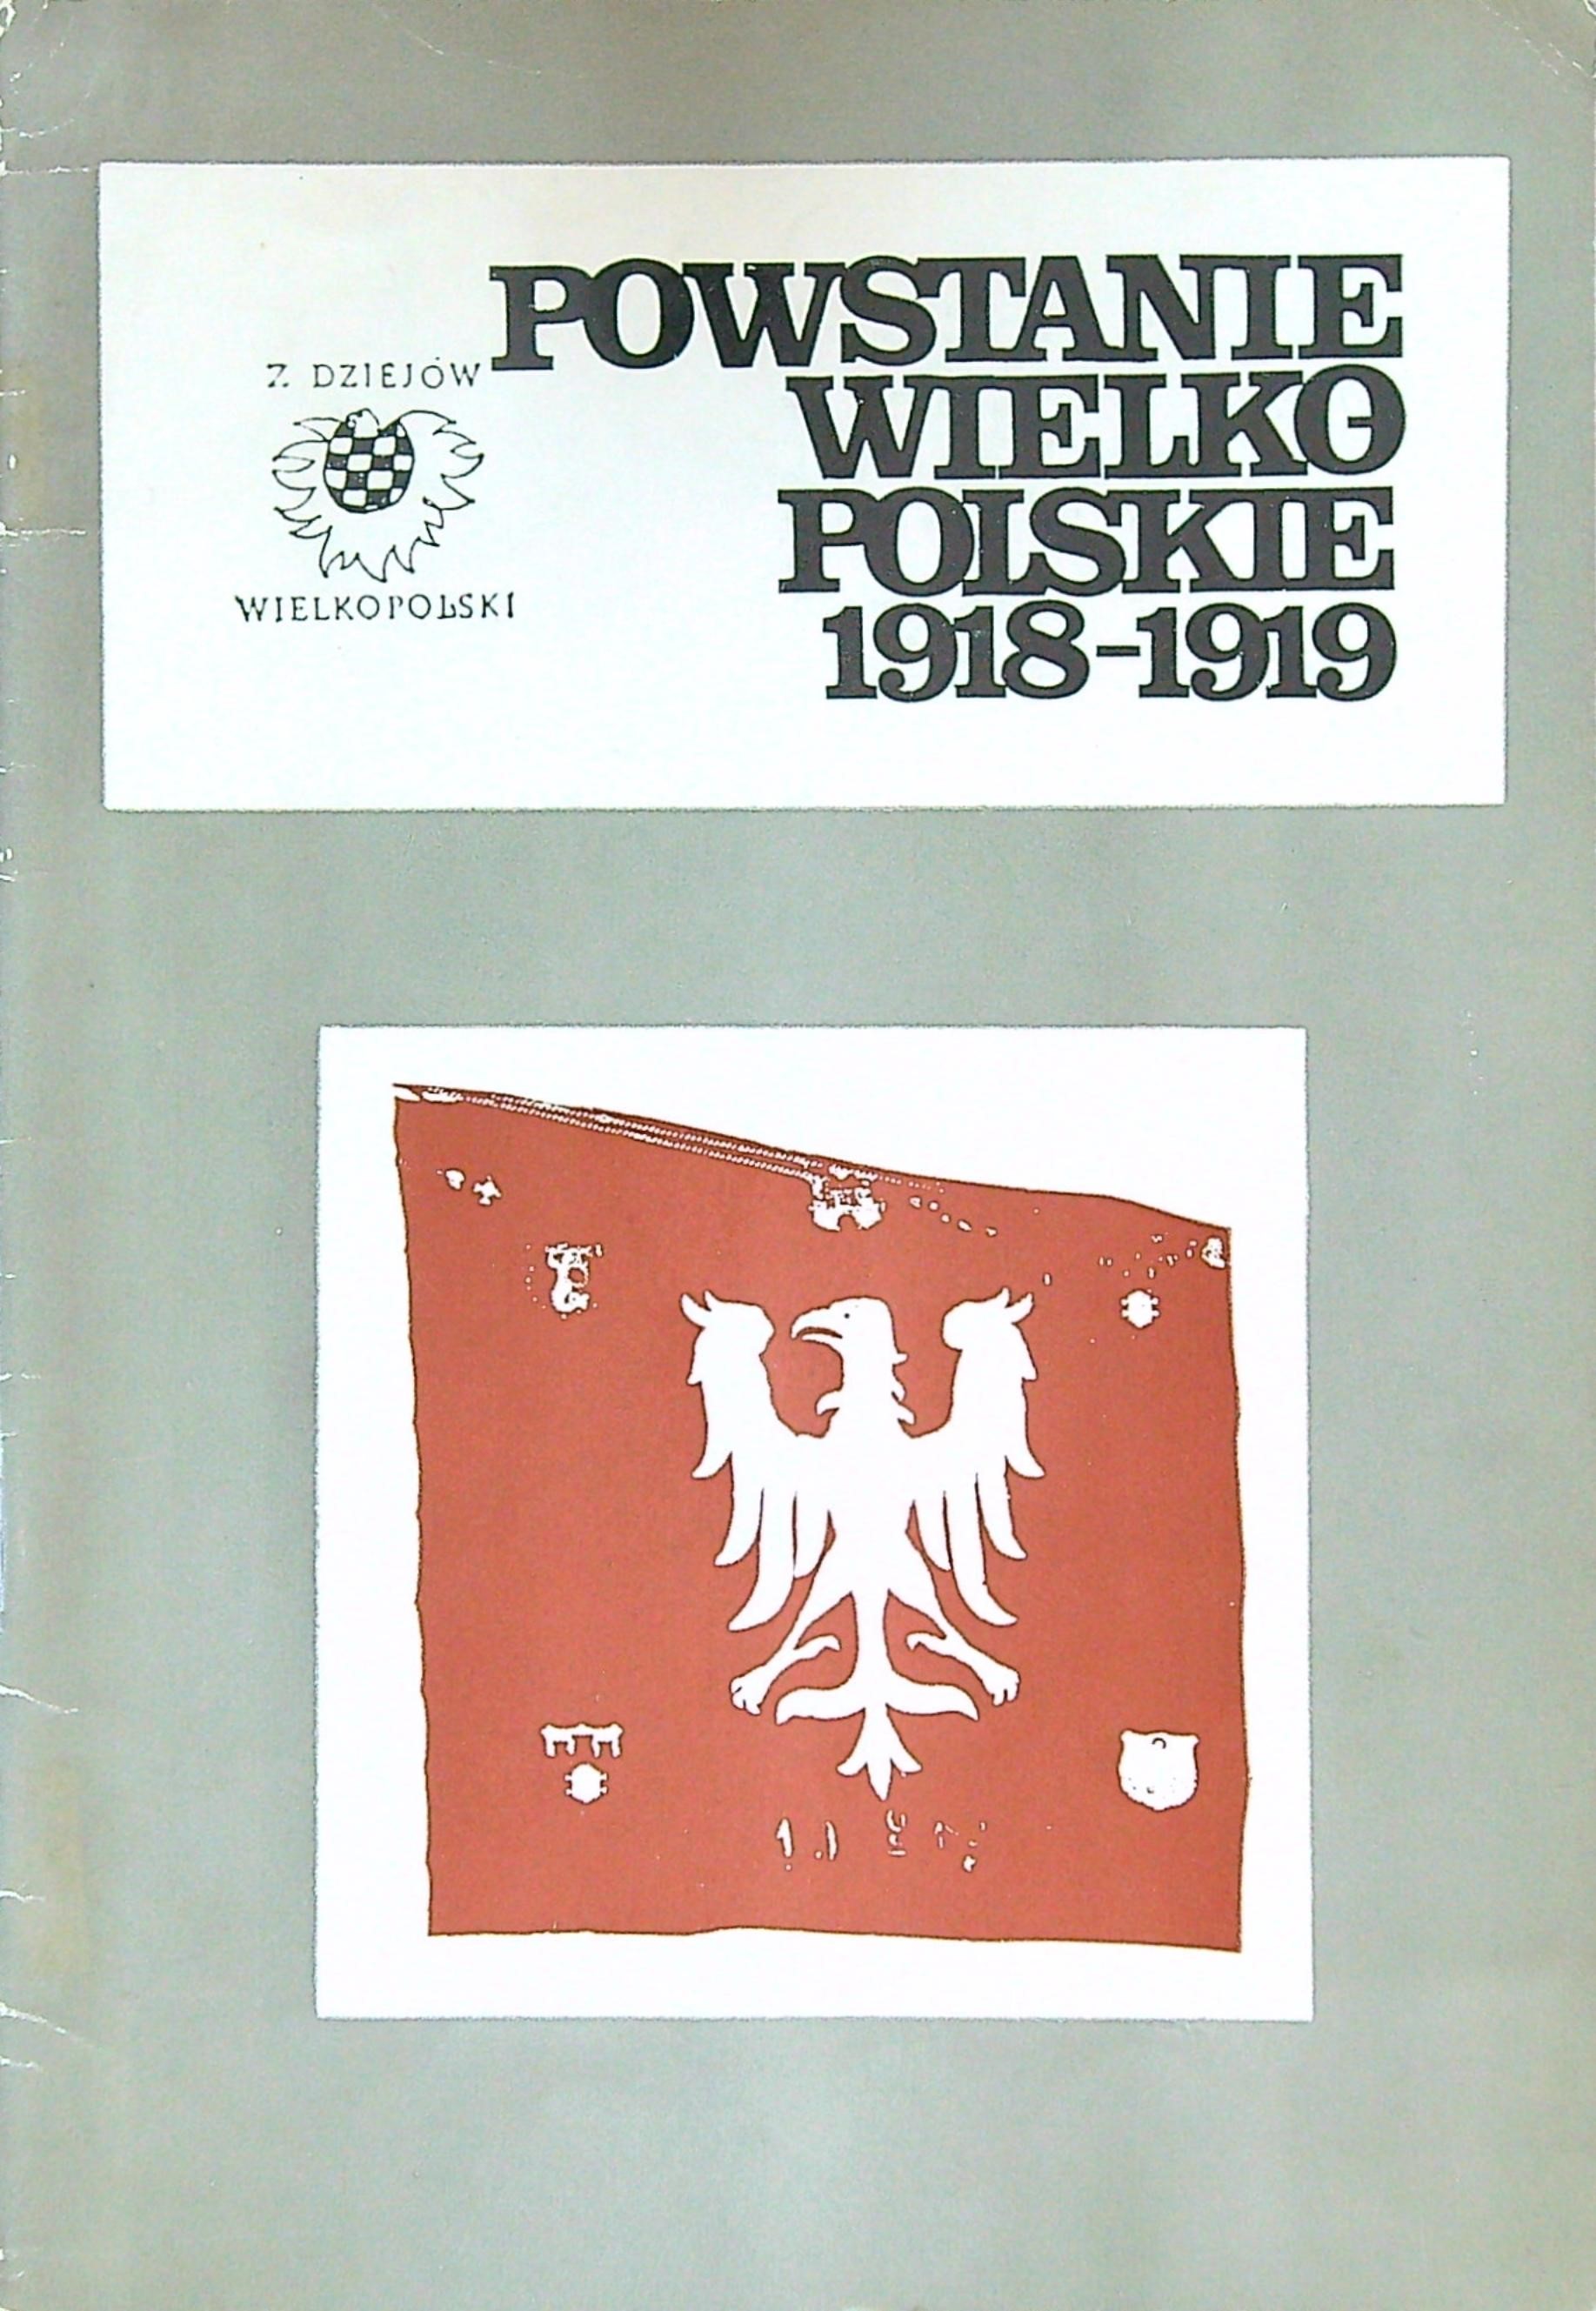 POWSTANIE
WIELKO
POLSKIE
1918-1919
Z DZIEJÓW
WIELKOPOLSKI